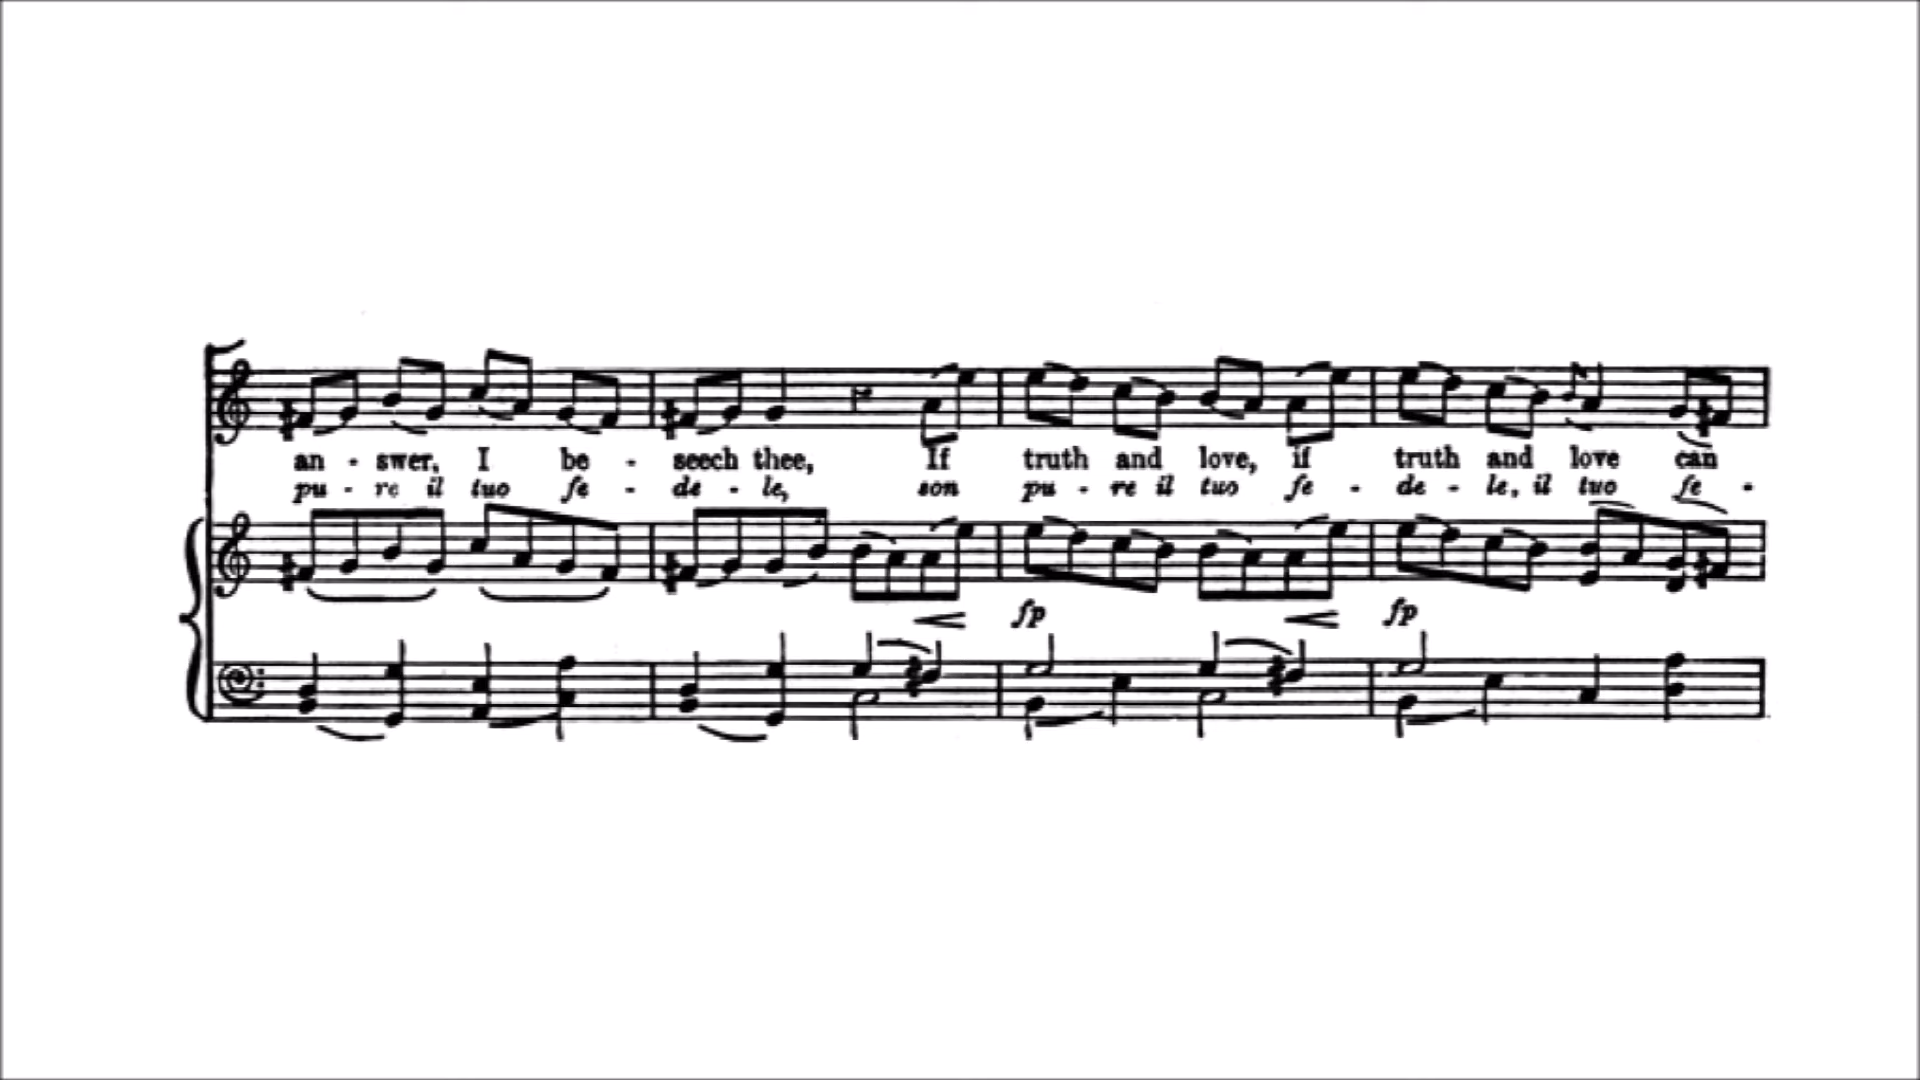 an - swer, I be - seech thee, If truth and love, if truth and love can
pu - re il tuo fe - de - le, son pu - re il tuo fe - de - le, il tuo fe -
fp fp